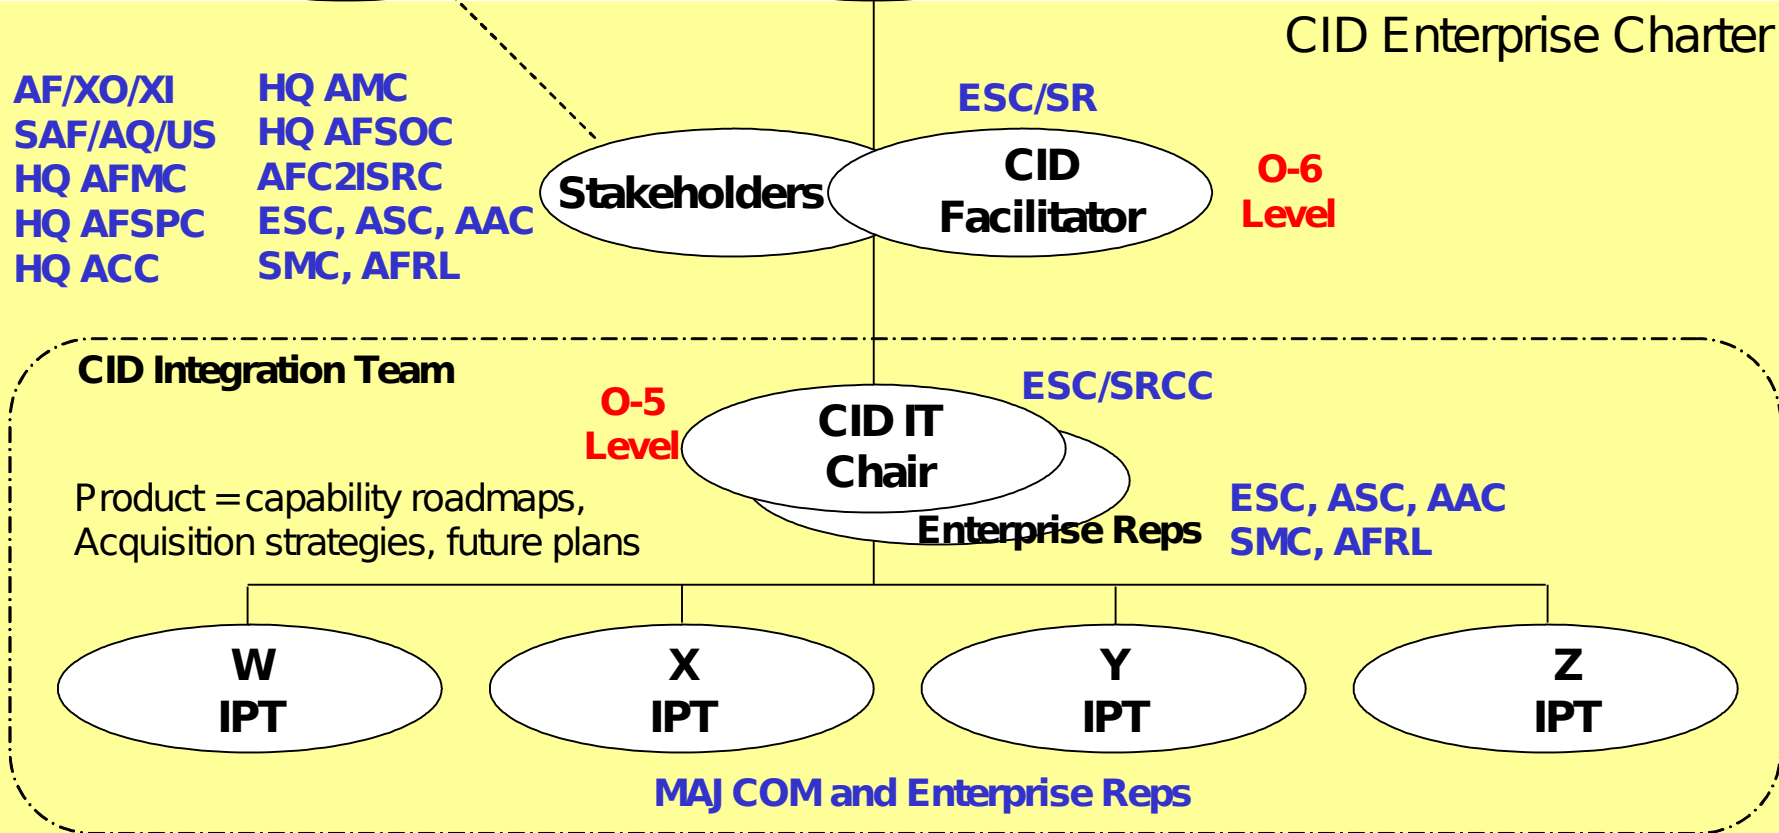 CID Enterprise Charter
AF/XO/XI
SAF/AQ/US
HQ AFMC
HQ AFSPC
HQ ACC
HQ AMC
HQ AFSOC
AFC2ISRC
ESC, ASC, AAC
SMC, AFRL
Stakeholders
ESC/SR
CID
Facilitator
O-6
Level
CID Integration Team
O-5
Level
CID IT
Chair
ESC/SRCC
Product = capability roadmaps,
Acquisition strategies, future plans
Enterprise Reps
ESC, ASC, AAC
SMC, AFRL
W
IPT
X
IPT
Y
IPT
Z
IPT
MAJCOM and Enterprise Reps